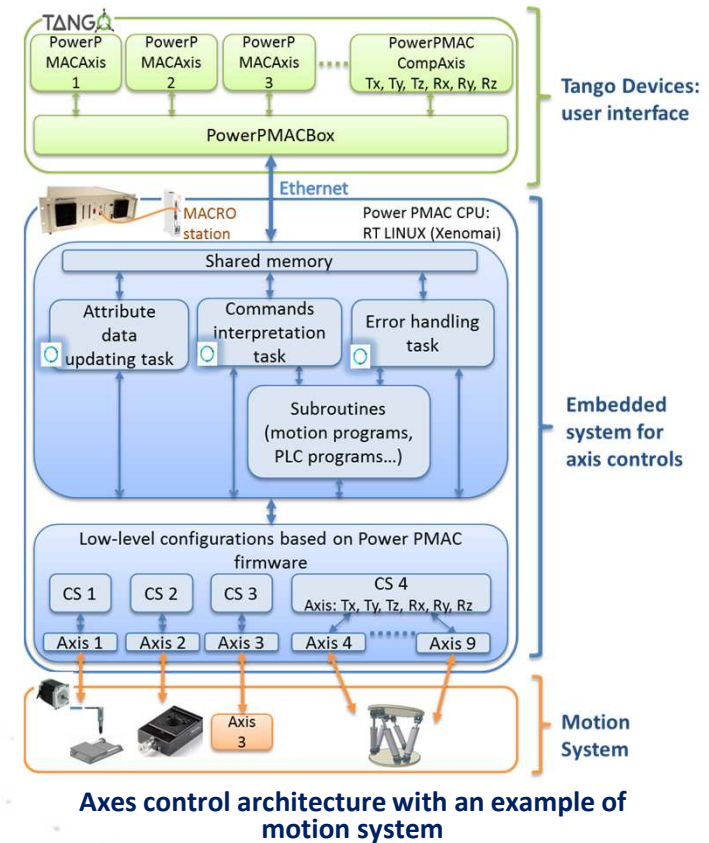 TANGO
PowerP
MACAxis
1
PowerP
MACAxis
2
PowerP
MACAxis
3
PowerPMAC
CompAxis
Tx, Ty, Tz, Rx, Ry, Rz
PowerPMACBox
Tango Devices:
user interface
Ethernet
MACRO
station
Power PMAC CPU:
RT LINUX (Xenomai)
Shared memory
Attribute
data
updating task
Commands
interpretation
task
Error handling
task
Subroutines
(motion programs,
PLC programs...)
Embedded
system for
axis controls
Low-level configurations based on Power PMAC
firmware
CS 1
CS 2
CS 3
CS 4
Axis: Tx, Ty, Tz, Rx, Ry, Rz
Axis 1
Axis 2
Axis 3
Axis 4
Axis 9
Axis
3
Motion
System
Axes control architecture with an example of
motion system